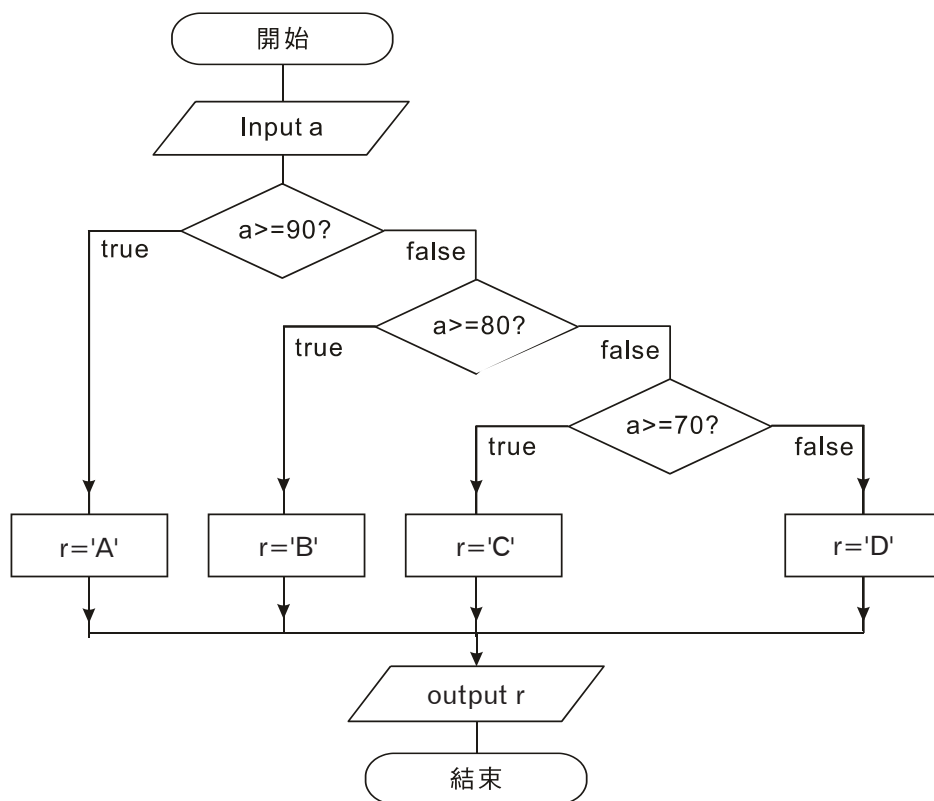 開始
Input a
a>=90?
true
false
a>=80?
true
false
a>=70?
true
false
r='A'
r='B'
r='C'
r='D'
output r
結束